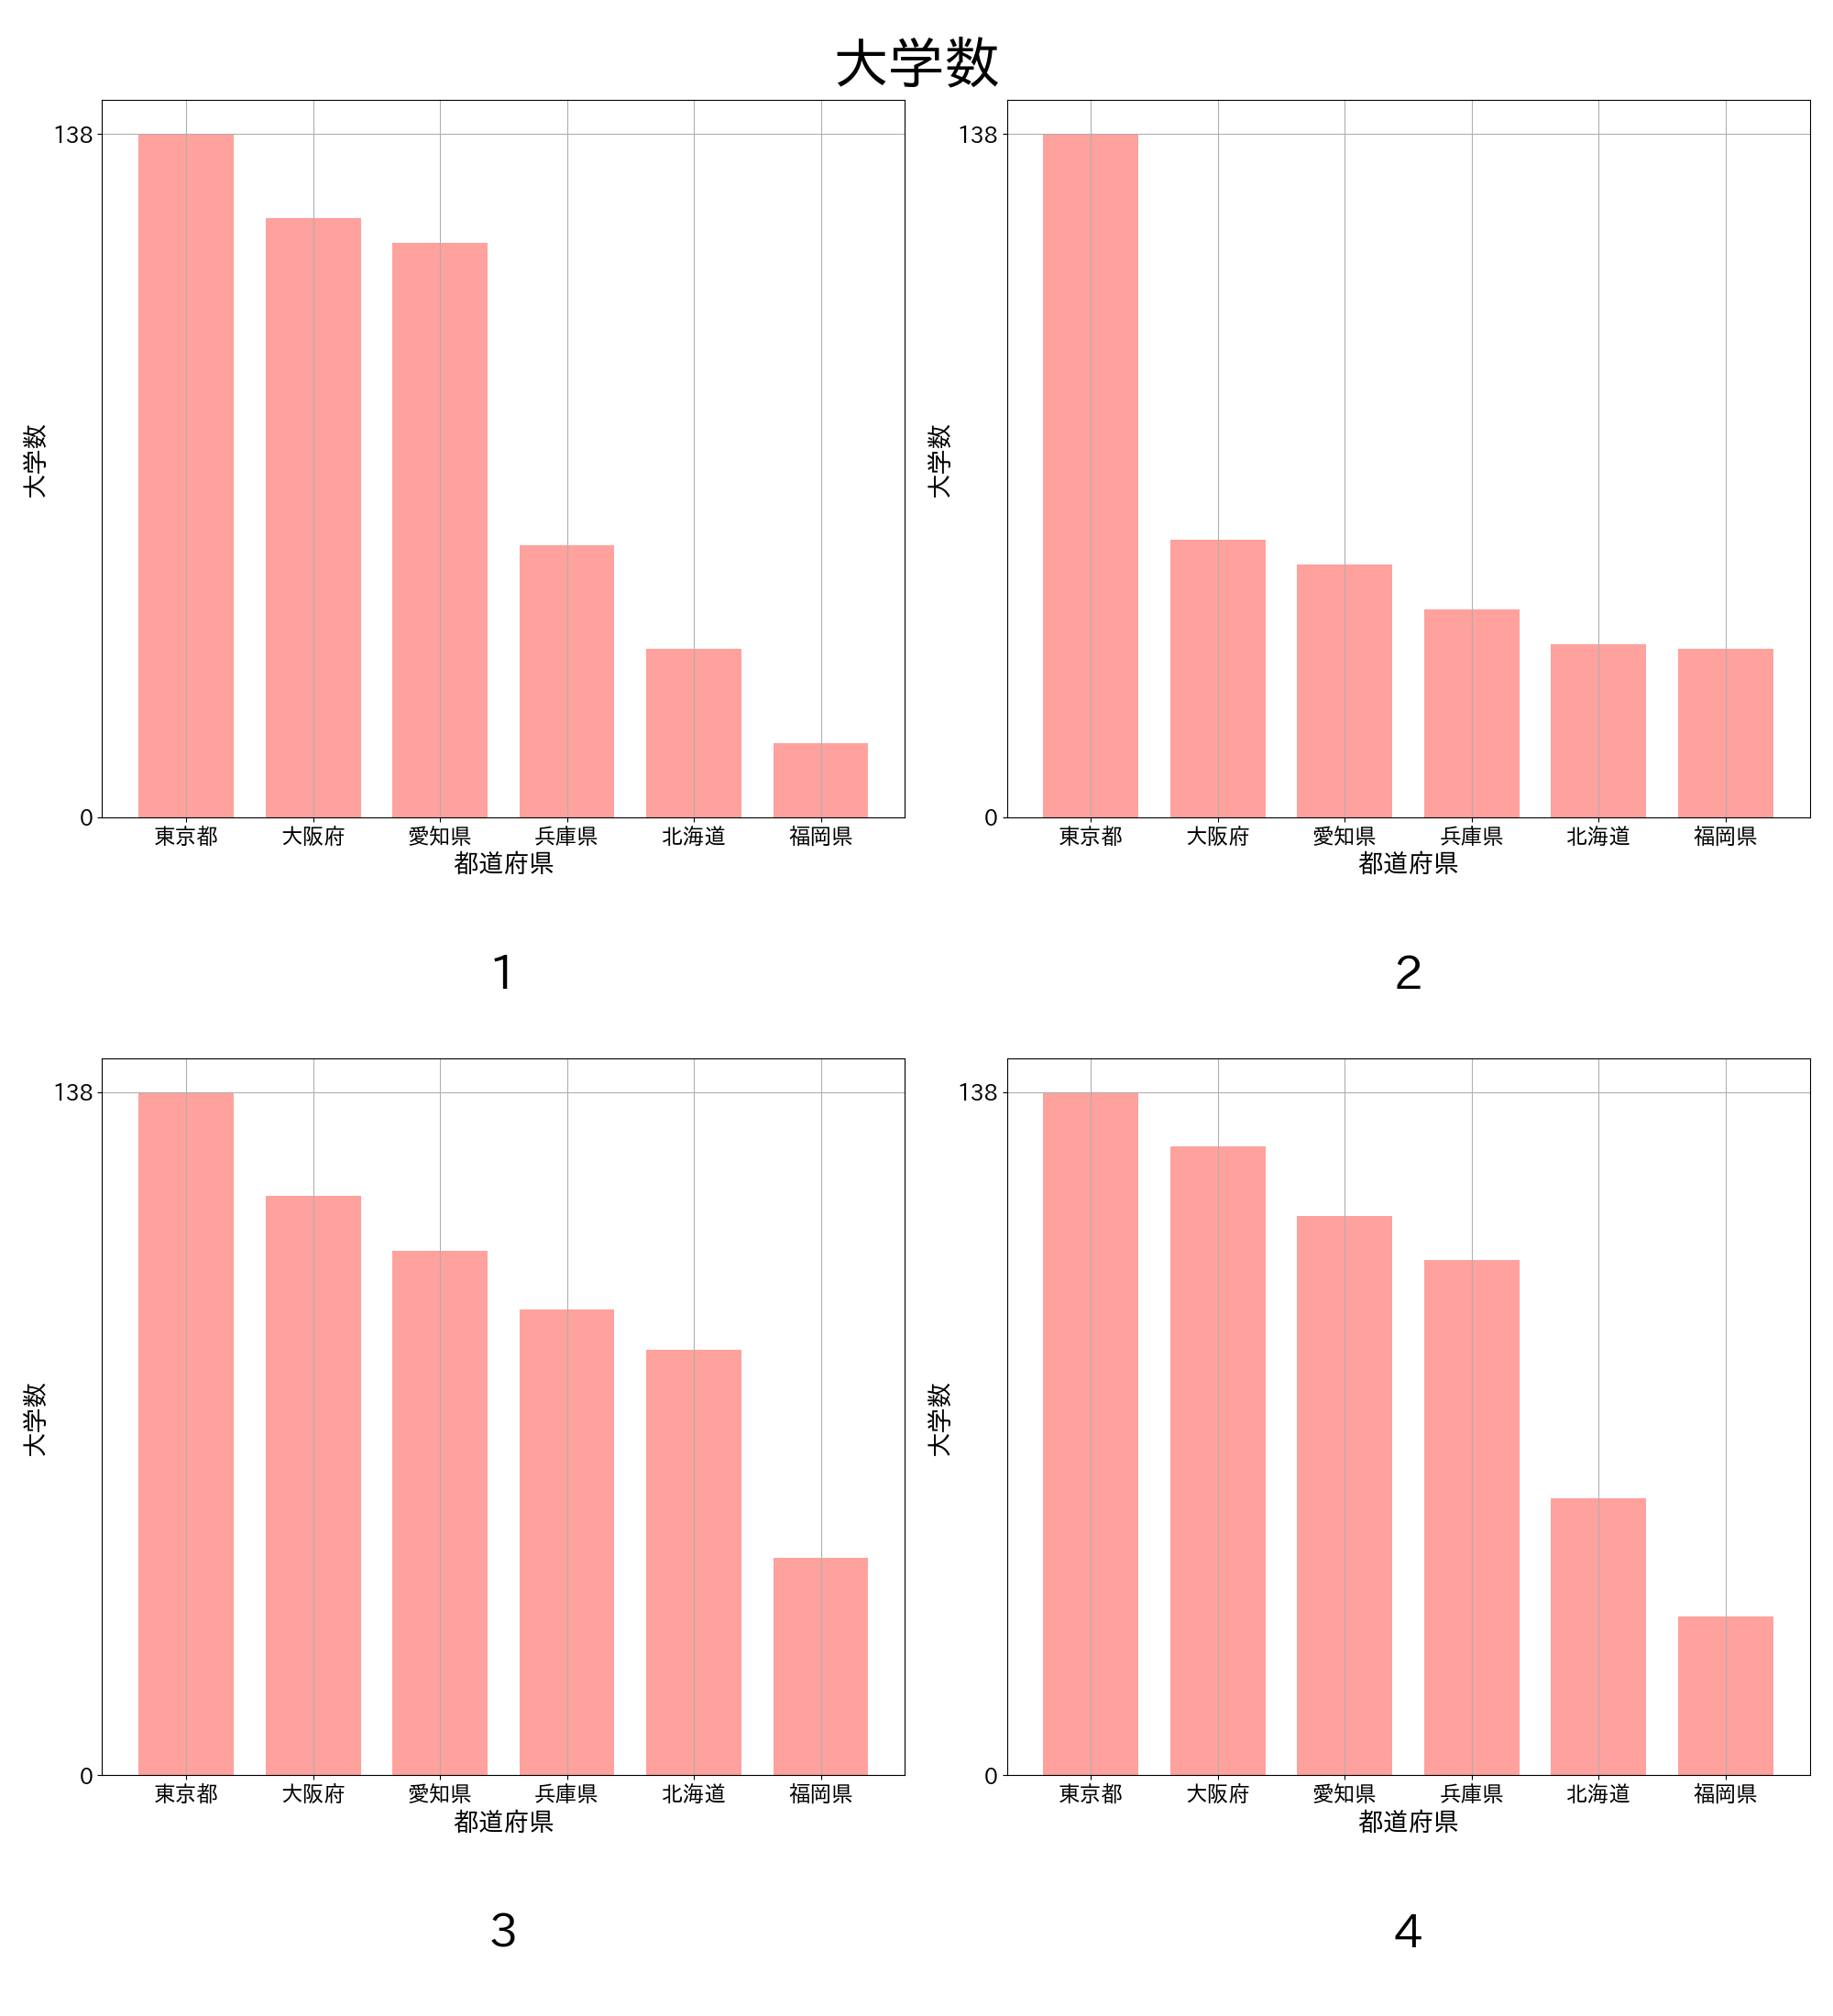 大学数
138
0
大学数
東京都 大阪府 愛知県 兵庫県 北海道 福岡県
都道府県
1
138
0
大学数
東京都 大阪府 愛知県 兵庫県 北海道 福岡県
都道府県
2
138
0
大学数
東京都 大阪府 愛知県 兵庫県 北海道 福岡県
都道府県
3
138
0
大学数
東京都 大阪府 愛知県 兵庫県 北海道 福岡県
都道府県
4